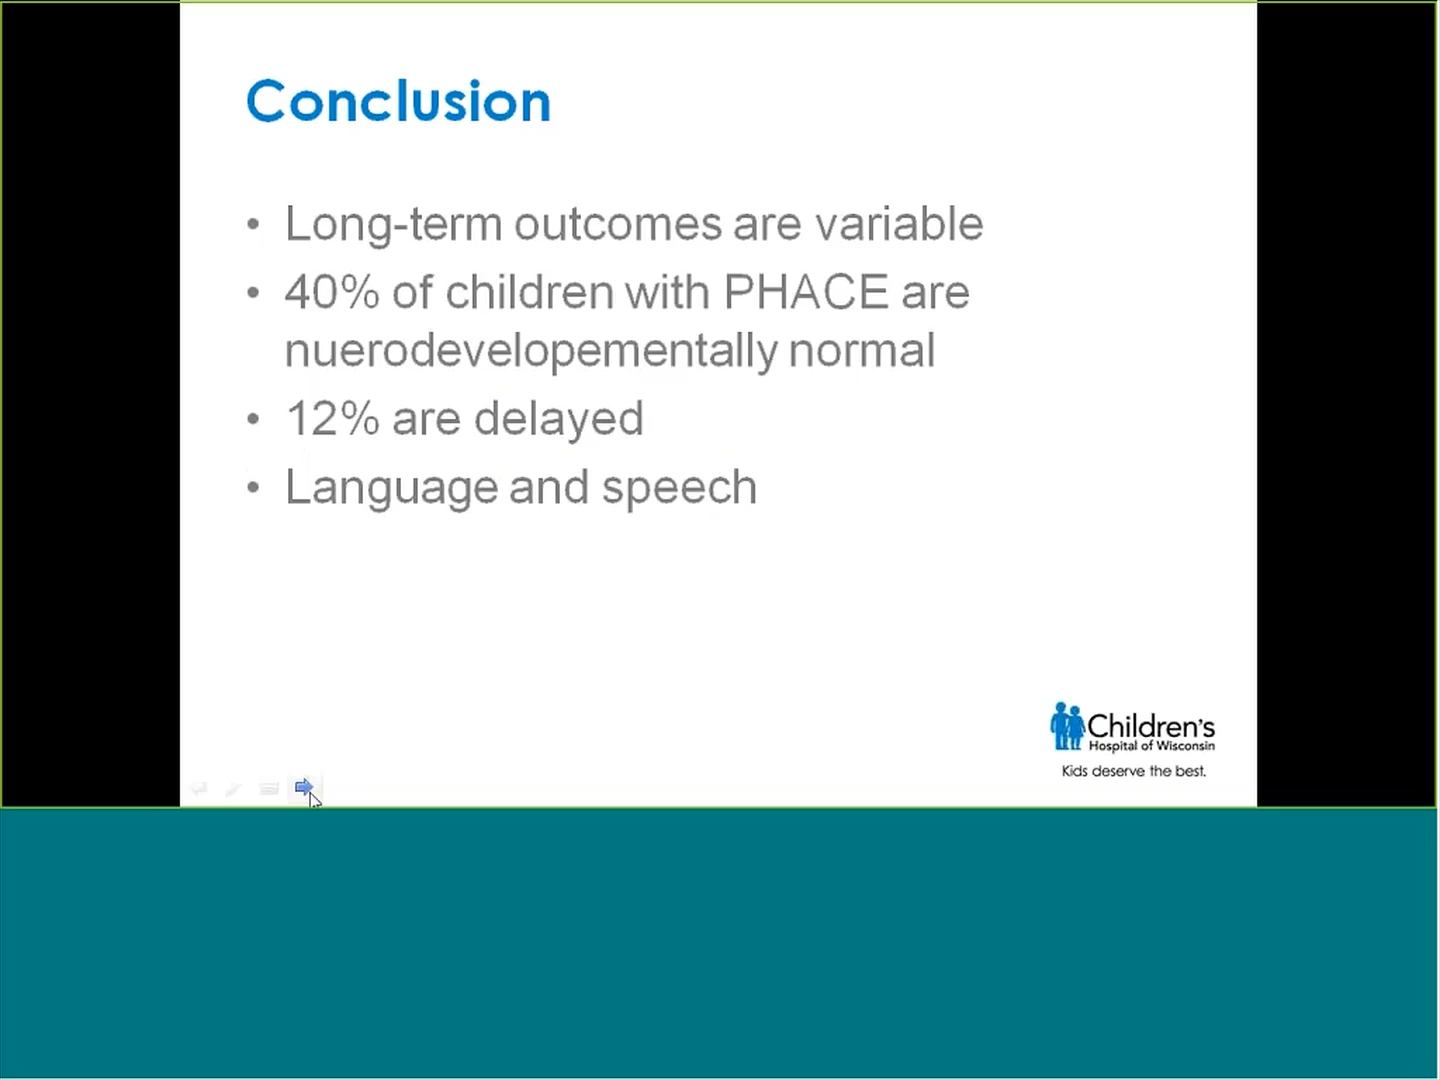 Conclusion
• Long-term outcomes are variable
• 40% of children with PHACE are
nuerodevelopementally normal
• 12% are delayed
• Language and speech
Children's
Hospital of Wisconsin
Kids deserve the best.